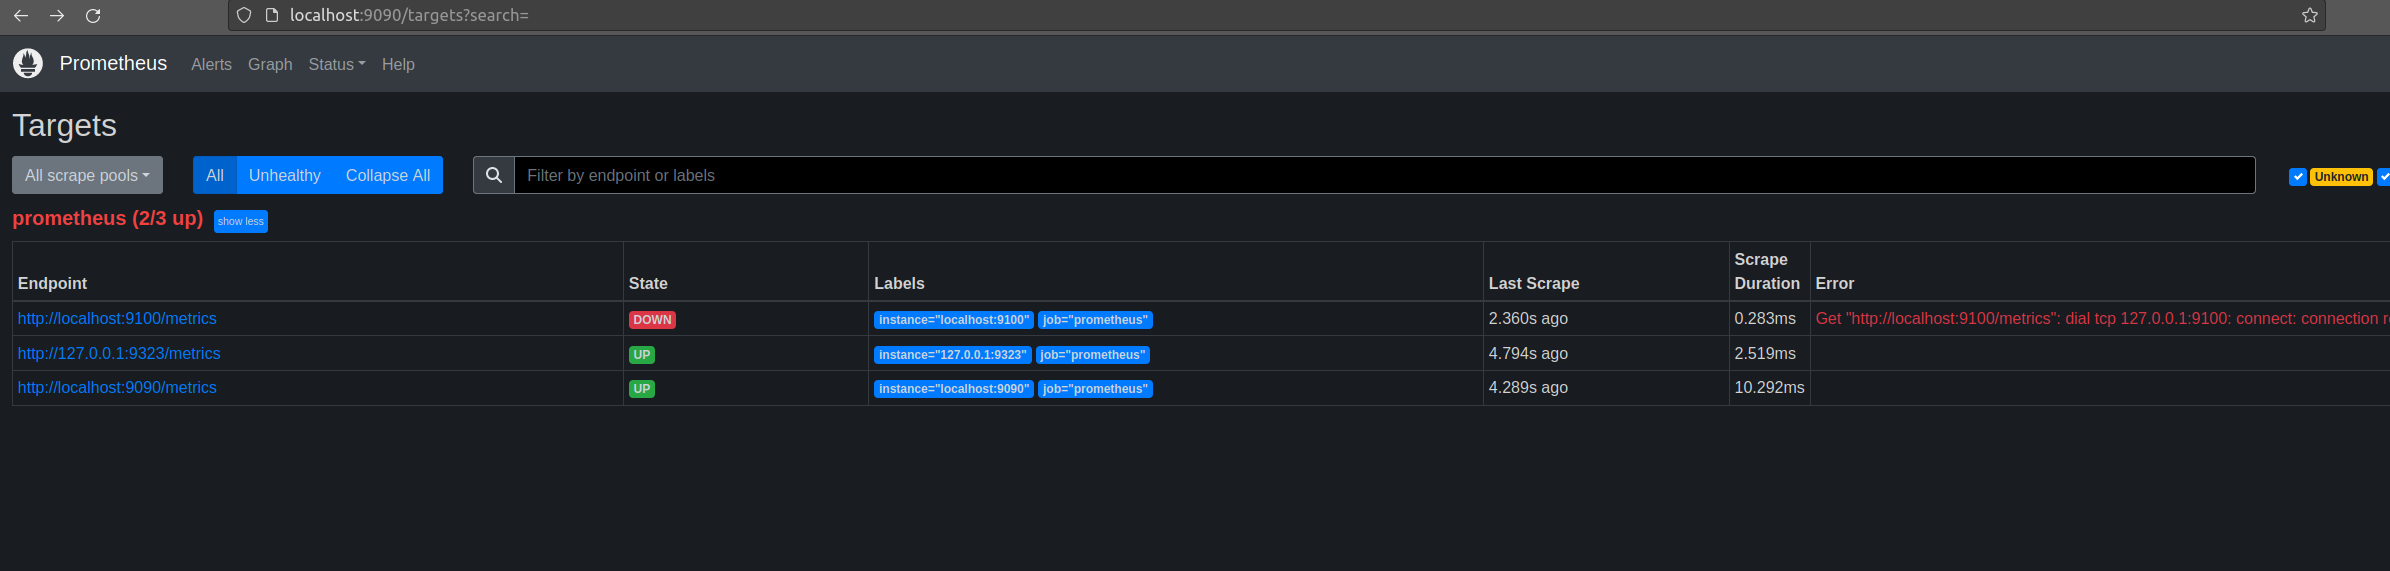 localhost:9090/targets?search=
Prometheus Alerts Graph Status Help
Targets
All scrape pools All Unhealthy Collapse All Filter by endpoint or labels Unknown
prometheus (2/3 up) show less
Endpoint State Labels Last Scrape Scrape Duration Error
http://localhost:9100/metrics DOWN instance="localhost:9100" job="prometheus" 2.360s ago 0.283ms Get "http://localhost:9100/metrics": dial tcp 127.0.0.1:9100: connect: connection
http://127.0.0.1:9323/metrics UP instance="127.0.0.1:9323" job="prometheus" 4.794s ago 2.519ms
http://localhost:9090/metrics UP instance="localhost:9090" job="prometheus" 4.289s ago 10.292ms